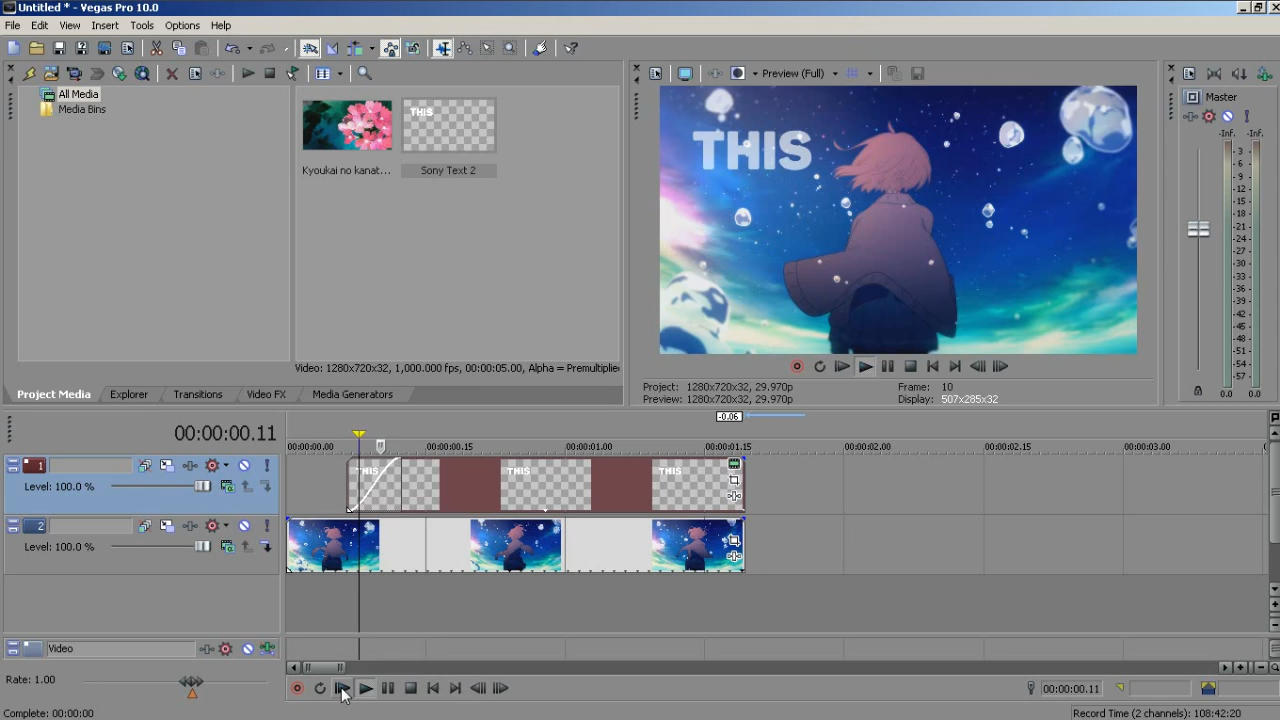 Untitled * - Vegas Pro 10.0
File Edit View Insert Tools Options Help
All Media
Media Bins
THIS
Kyoukai no kanat...
Sony Text 2
Video: 1280x720x32, 1,000.000 fps, 00:00:05.00, Alpha = Premultiplie
Project Media Explorer Transitions Video FX Media Generators
Preview (Full)
THIS
Project: 1280x720x32, 29.970p
Preview: 1280x720x32, 29.970p
Frame: 10
Display: 507x285x32
Master
-Inf. -Inf.
- 3 -
- 6 -
- 9 -
-12-
-15-
-18-
-21-
-24-
-27-
-30-
-33-
-36-
-39-
-42-
-45-
-48-
-51-
-54-
-57-
0.0 0.0
-0.06
00:00:00.11
00:00:00.00 00:00:00.15 00:00:01.00 00:00:01.15 00:00:02.00 00:00:02.15 00:00:03.00
1
Level: 100.0 %
THIS THIS THIS
2
Level: 100.0 %
Video
Rate: 1.00
00:00:00.11
Complete: 00:00:00
Record Time (2 channels): 108:42:20